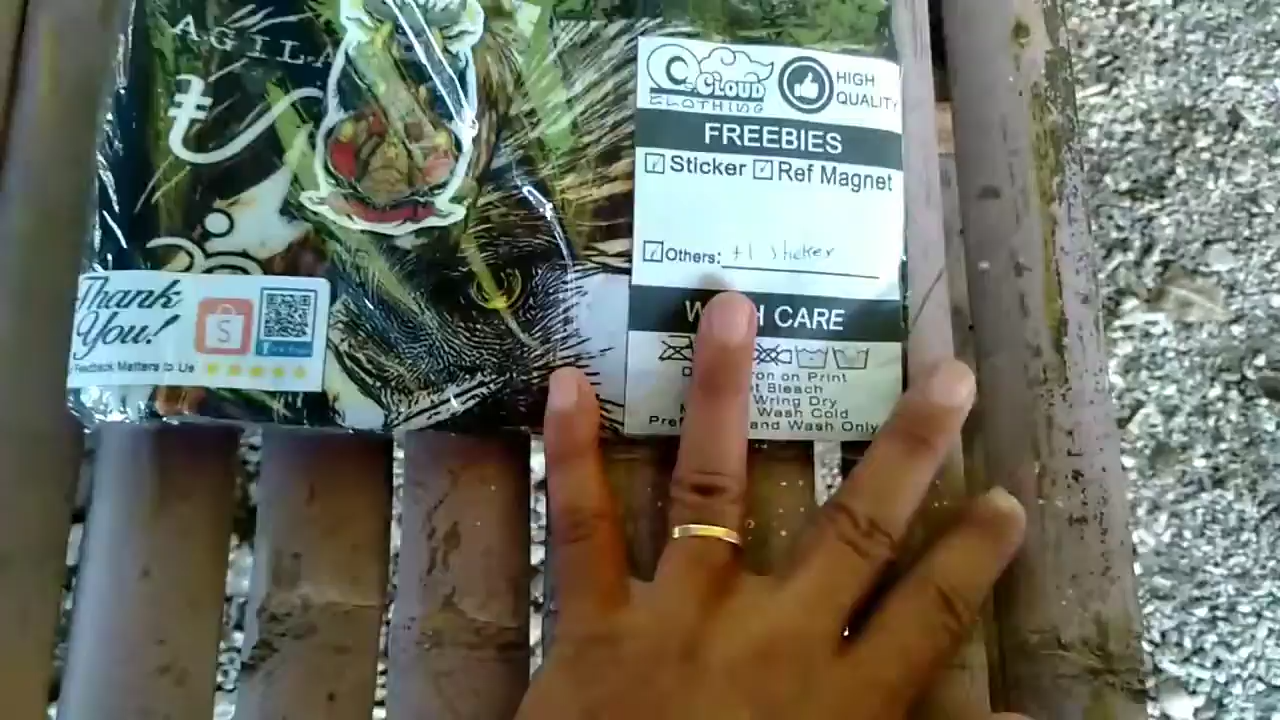 AGILA
CLOUD
CLOTHING
HIGH
QUALITY
FREEBIES
Sticker Ref Magnet
Others: +1 sticker
CARE
on Print
Bleach
Wring Dry
Wash Cold
Wash Only
Thank
You!
S
Feedback Matters to Us